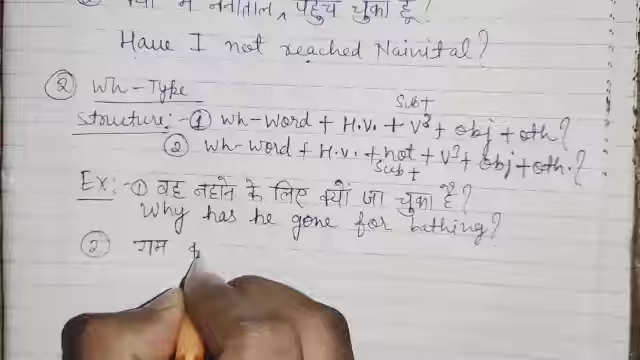 क्या मैं नैनीताल ^ पहुँच चुका हूँ?
Have I not reached Nainital?
② Wh-Type
Sub+
Structure:- ① Wh-Word + H.V. + V³ + obj + oth?
② Wh-Word + H.V. + not + V³ + obj + oth.?
Sub+
Ex:- ① वह नहाने के लिए क्यों जा चुका है?
Why has he gone for bathing?
② राम